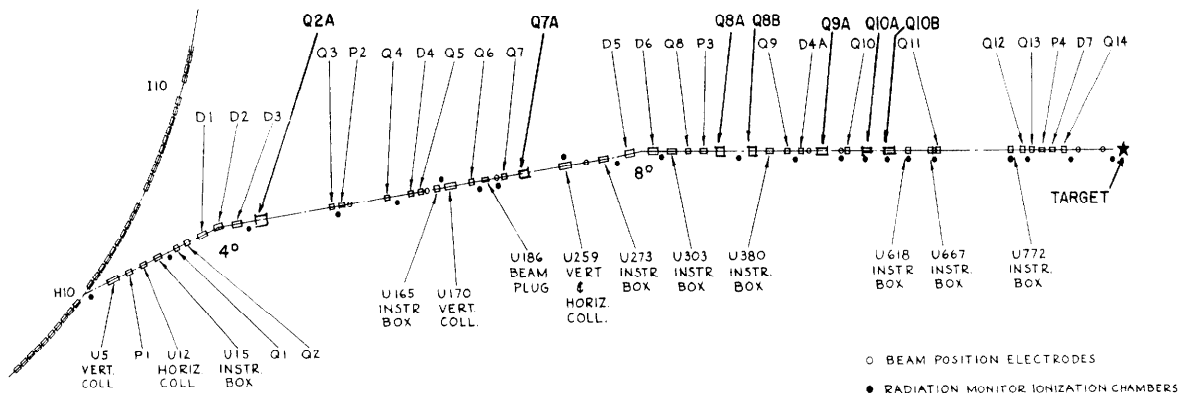 Q2A
Q7A
Q8A
Q8B
Q9A
Q10A
Q10B
Q3
P2
Q4
D4
Q5
Q6
Q7
D5
D6
Q8
P3
Q9
D4A
Q10
Q11
Q12
Q13
P4
D7
Q14
I10
D1
D2
D3
8°
TARGET
4°
H10
U165
INSTR
BOX
U170
VERT.
COLL.
U186
BEAM
PLUG
U259
VERT
¢
HORIZ.
COLL.
U273
INSTR.
BOX
U303
INSTR.
BOX
U380
INSTR.
BOX
U618
INSTR
BOX
U667
INSTR.
BOX
U772
INSTR.
BOX
U5
VERT.
COLL
P1
U12
HORIZ
COLL
U15
INSTR.
BOX
Q1
Q2
BEAM POSITION ELECTRODES
RADIATION MONITOR IONIZATION CHAMBERS